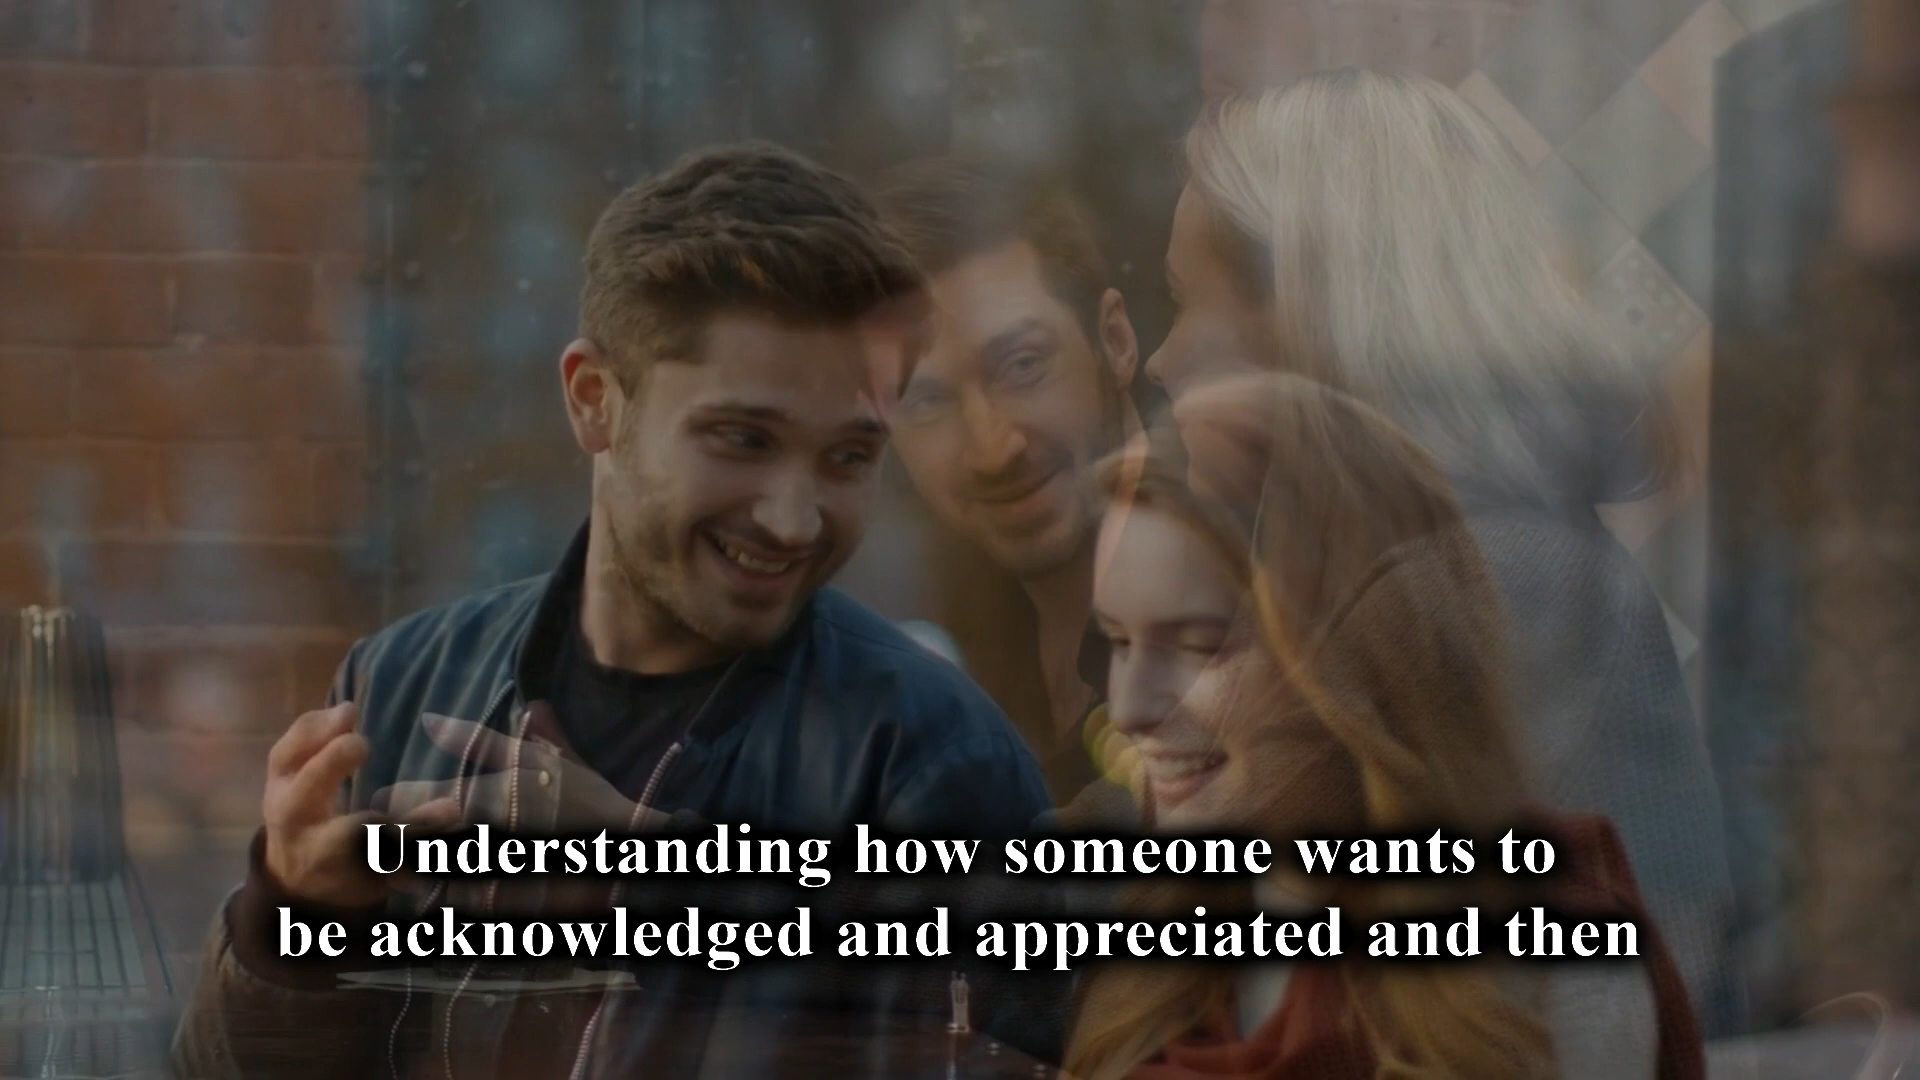 Understanding how someone wants to
be acknowledged and appreciated and then